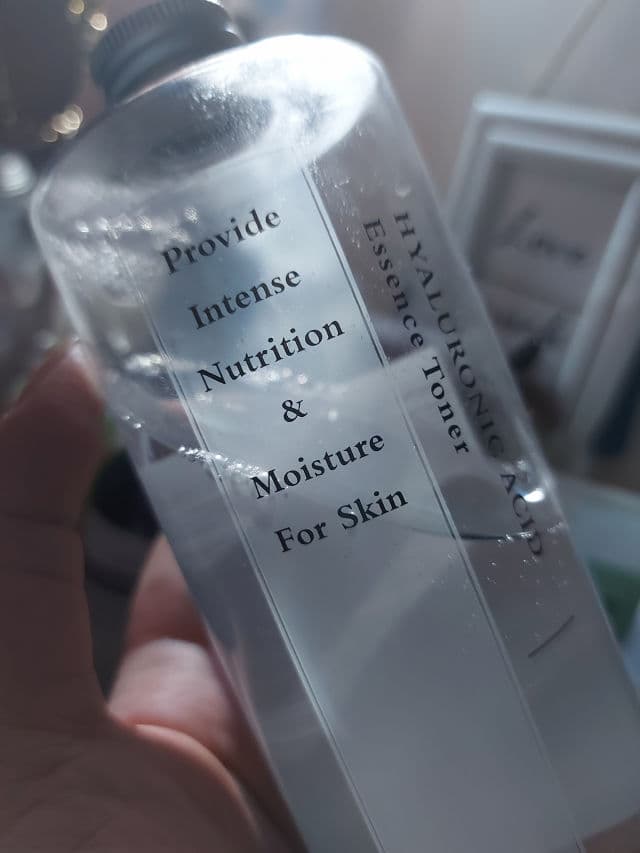 Provide
Intense
Nutrition
&
Moisture
For Skin
HYALURONIC ACID
Essence Toner